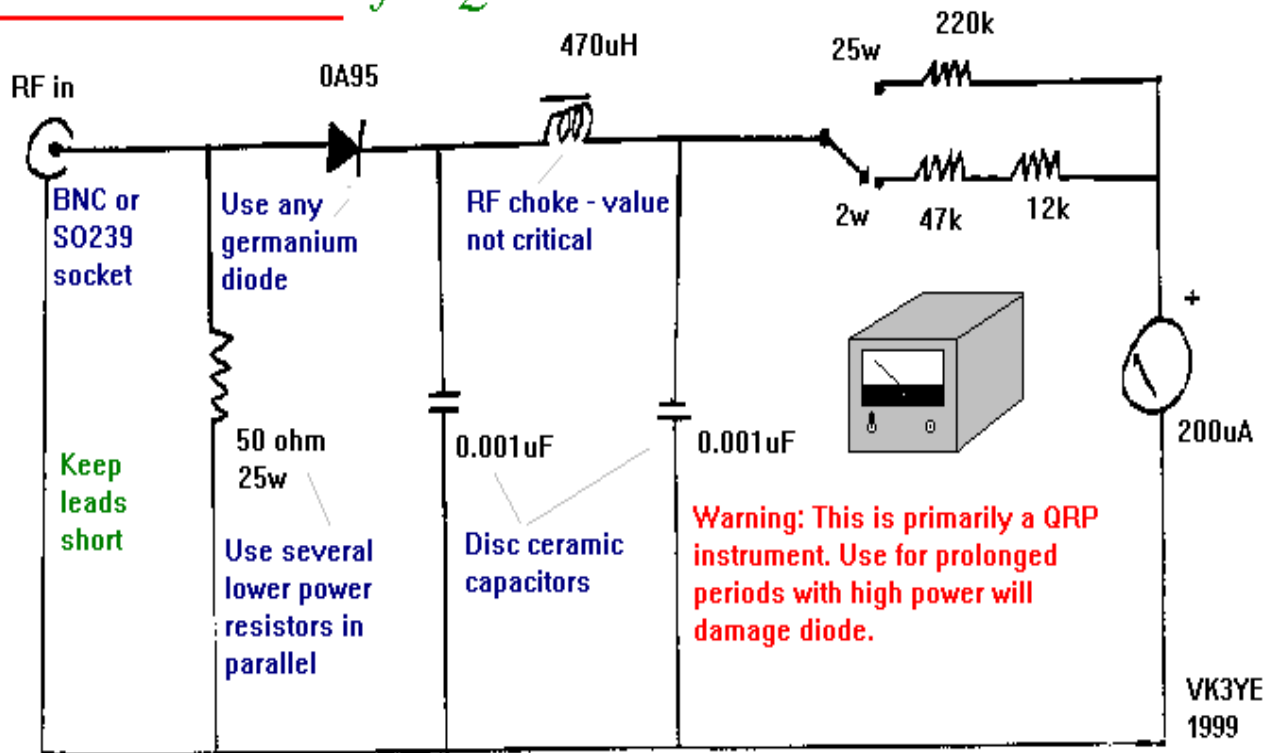 RF in
0A95
470uH
25w
220k
BNC or
SO239
socket
Use any
germanium
diode
RF choke - value
not critical
2w
47k
12k
+
200uA
50 ohm
25w
0.001uF
0.001uF
Keep
leads
short
Use several
lower power
resistors in
parallel
Disc ceramic
capacitors
Warning: This is primarily a QRP
instrument. Use for prolonged
periods with high power will
damage diode.
VK3YE
1999